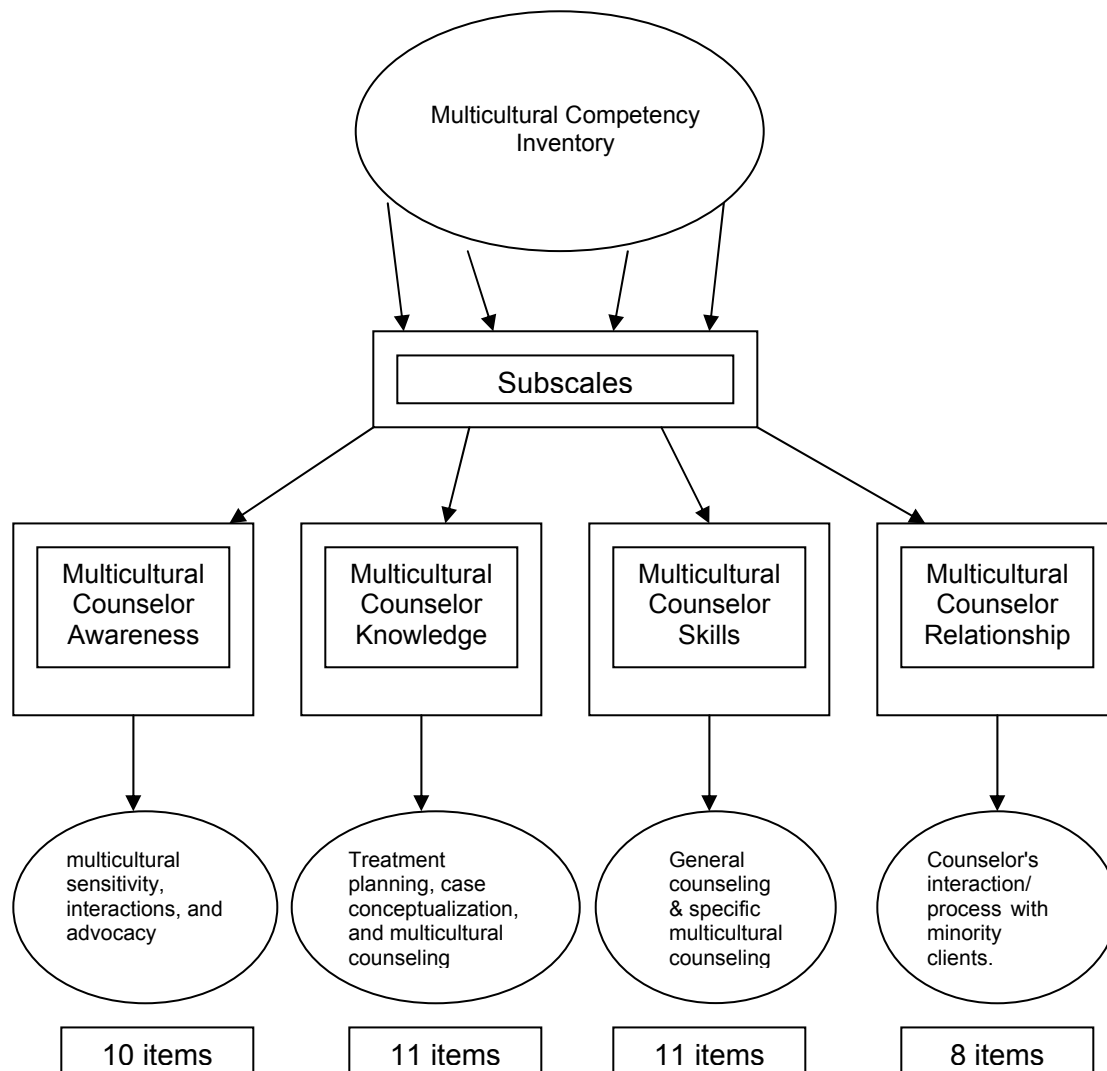 Multicultural Competency
Inventory
Subscales
Multicultural
Counselor
Awareness
Multicultural
Counselor
Knowledge
Multicultural
Counselor
Skills
Multicultural
Counselor
Relationship
multicultural
sensitivity,
interactions, and
advocacy
Treatment
planning, case
conceptualization,
and multicultural
counseling
General
counseling
& specific
multicultural
counseling
Counselor's
interaction/
process with
minority
clients.
10 items
11 items
11 items
8 items